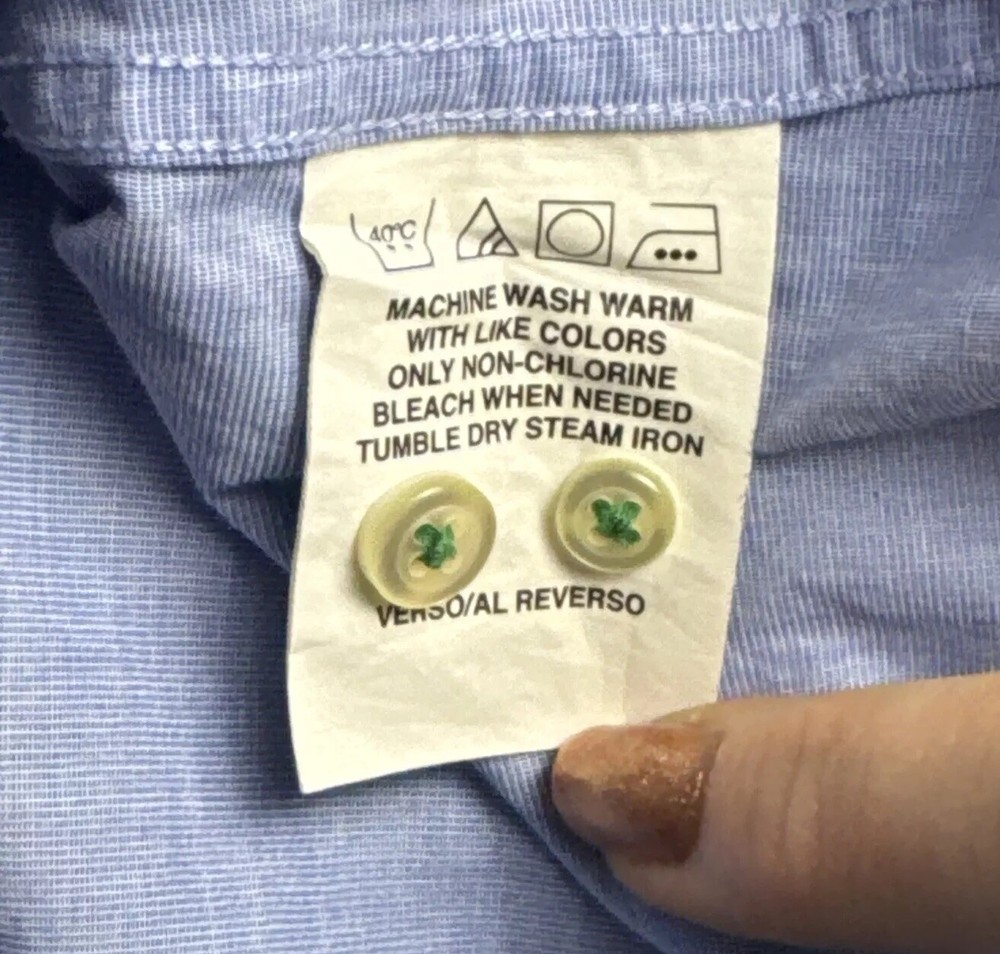 40°C
MACHINE WASH WARM
WITH LIKE COLORS
ONLY NON-CHLORINE
BLEACH WHEN NEEDED
TUMBLE DRY STEAM IRON
VERSO/AL REVERSO